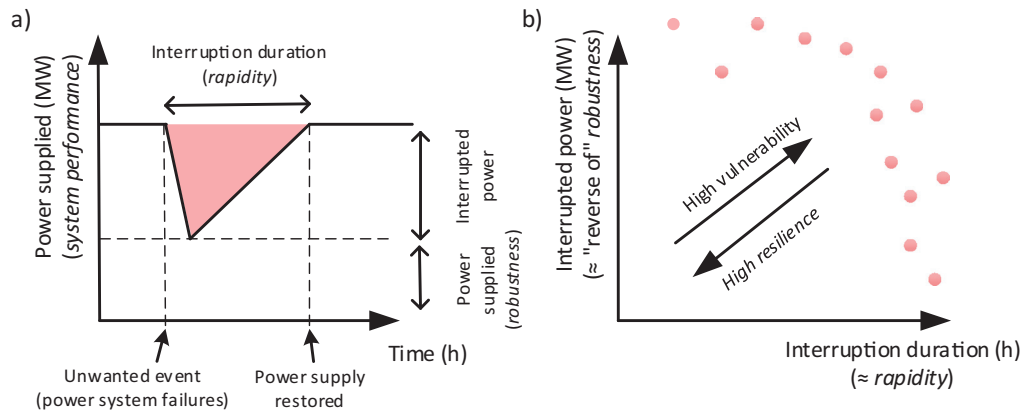 a)
Power supplied (MW)
(system performance)
Interruption duration
(rapidity)
Interrupted
power
Power
supplied
(robustness)
Time (h)
Unwanted event
(power system failures)
Power supply
restored
b)
Interrupted power (MW)
(≈ "reverse of" robustness)
High vulnerability
High resilience
Interruption duration (h)
(≈ rapidity)